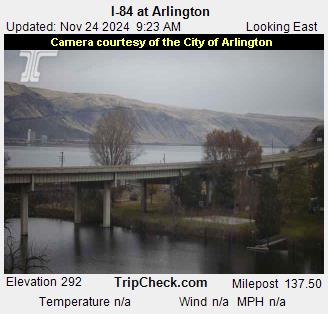 I-84 at Arlington
Updated: Nov 24 2024 9:23 AM Looking East
Camera courtesy of the City of Arlington
Elevation 292 TripCheck.com Milepost 137.50
Temperature n/a Wind n/a MPH n/a